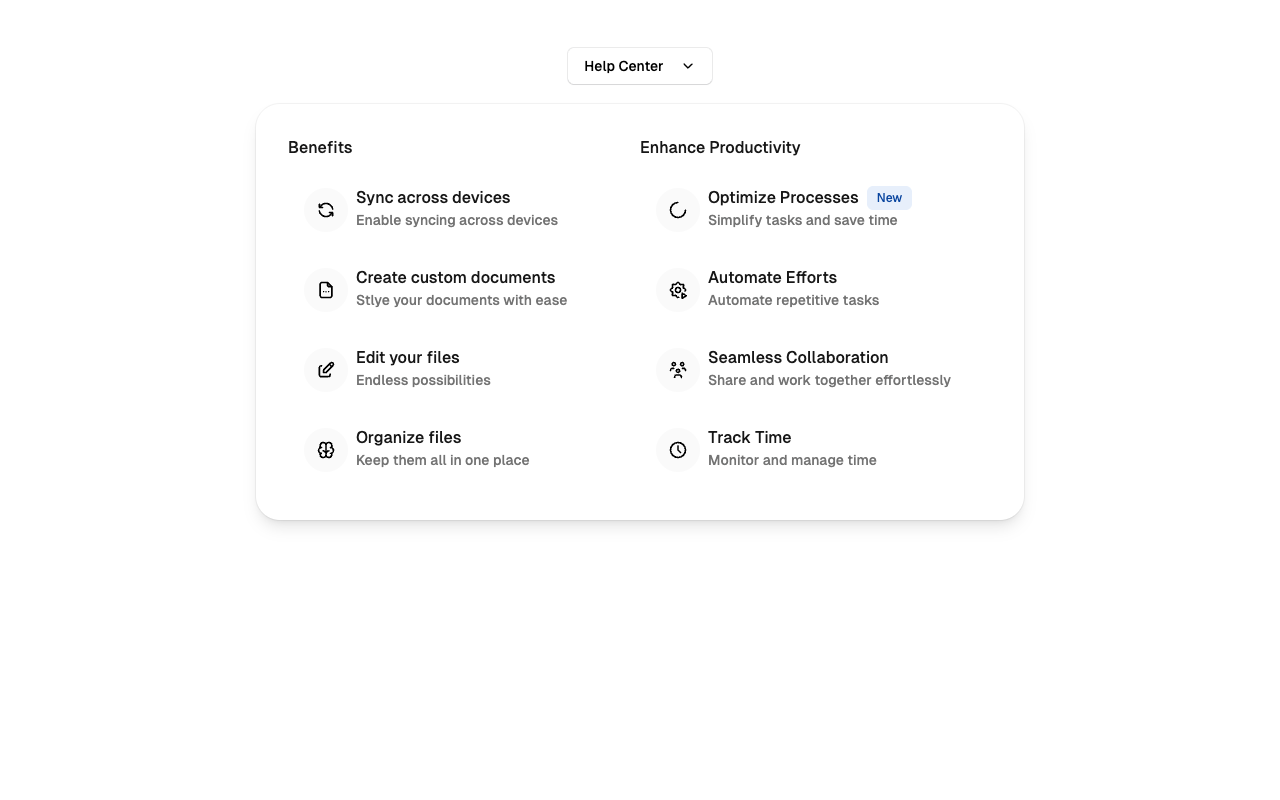 Help Center
Benefits
Sync across devices
Enable syncing across devices
Create custom documents
Stlye your documents with ease
Edit your files
Endless possibilities
Organize files
Keep them all in one place
Enhance Productivity
Optimize Processes New
Simplify tasks and save time
Automate Efforts
Automate repetitive tasks
Seamless Collaboration
Share and work together effortlessly
Track Time
Monitor and manage time